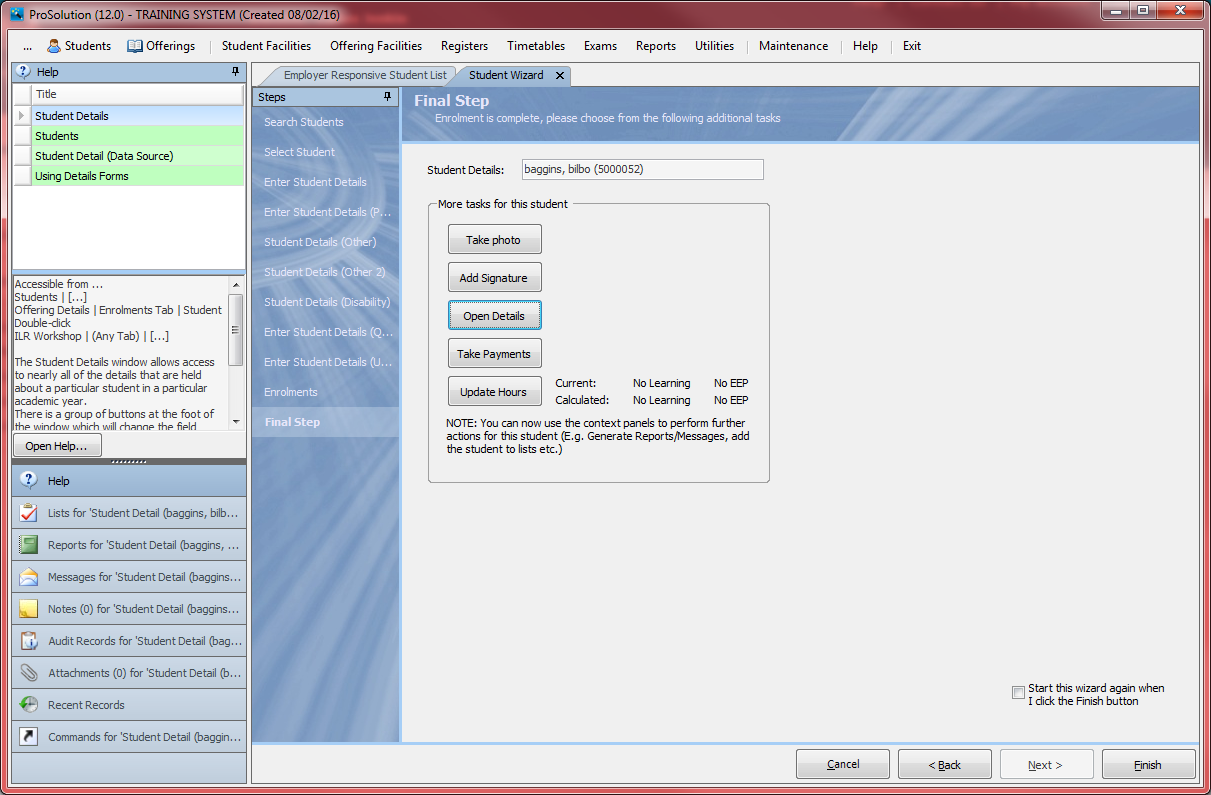 ProSolution (12.0) - TRAINING SYSTEM (Created 08/02/16)
... Students Offerings Student Facilities Offering Facilities Registers Timetables Exams Reports Utilities Maintenance Help Exit
Help
Title
Student Details
Students
Student Detail (Data Source)
Using Details Forms
Accessible from ...
Students | [...]
Offering Details | Enrolments Tab | Student
Double-click
ILR Workshop | (Any Tab) | [...]
The Student Details window allows access
to nearly all of the details that are held
about a particular student in a particular
academic year.
There is a group of buttons at the foot of
the window which will change the field
Open Help...
Help
Lists for 'Student Detail (baggins, bilb...
Reports for 'Student Detail (baggins, ...
Messages for 'Student Detail (baggins...
Notes (0) for 'Student Detail (baggins...
Audit Records for 'Student Detail (bag...
Attachments (0) for 'Student Detail (b...
Recent Records
Commands for 'Student Detail (baggin...
Employer Responsive Student List
Student Wizard
Steps
Search Students
Select Student
Enter Student Details
Enter Student Details (P...
Student Details (Other)
Student Details (Other 2)
Student Details (Disability)
Enter Student Details (Q...
Enter Student Details (U...
Enrolments
Final Step
Final Step
Enrolment is complete, please choose from the following additional tasks
Student Details: baggins, bilbo (5000052)
More tasks for this student
Take photo
Add Signature
Open Details
Take Payments
Update Hours
Current: No Learning No EEP
Calculated: No Learning No EEP
NOTE: You can now use the context panels to perform further
actions for this student (E.g. Generate Reports/Messages, add
the student to lists etc.)
Start this wizard again when
I click the Finish button
Cancel
< Back
Next >
Finish